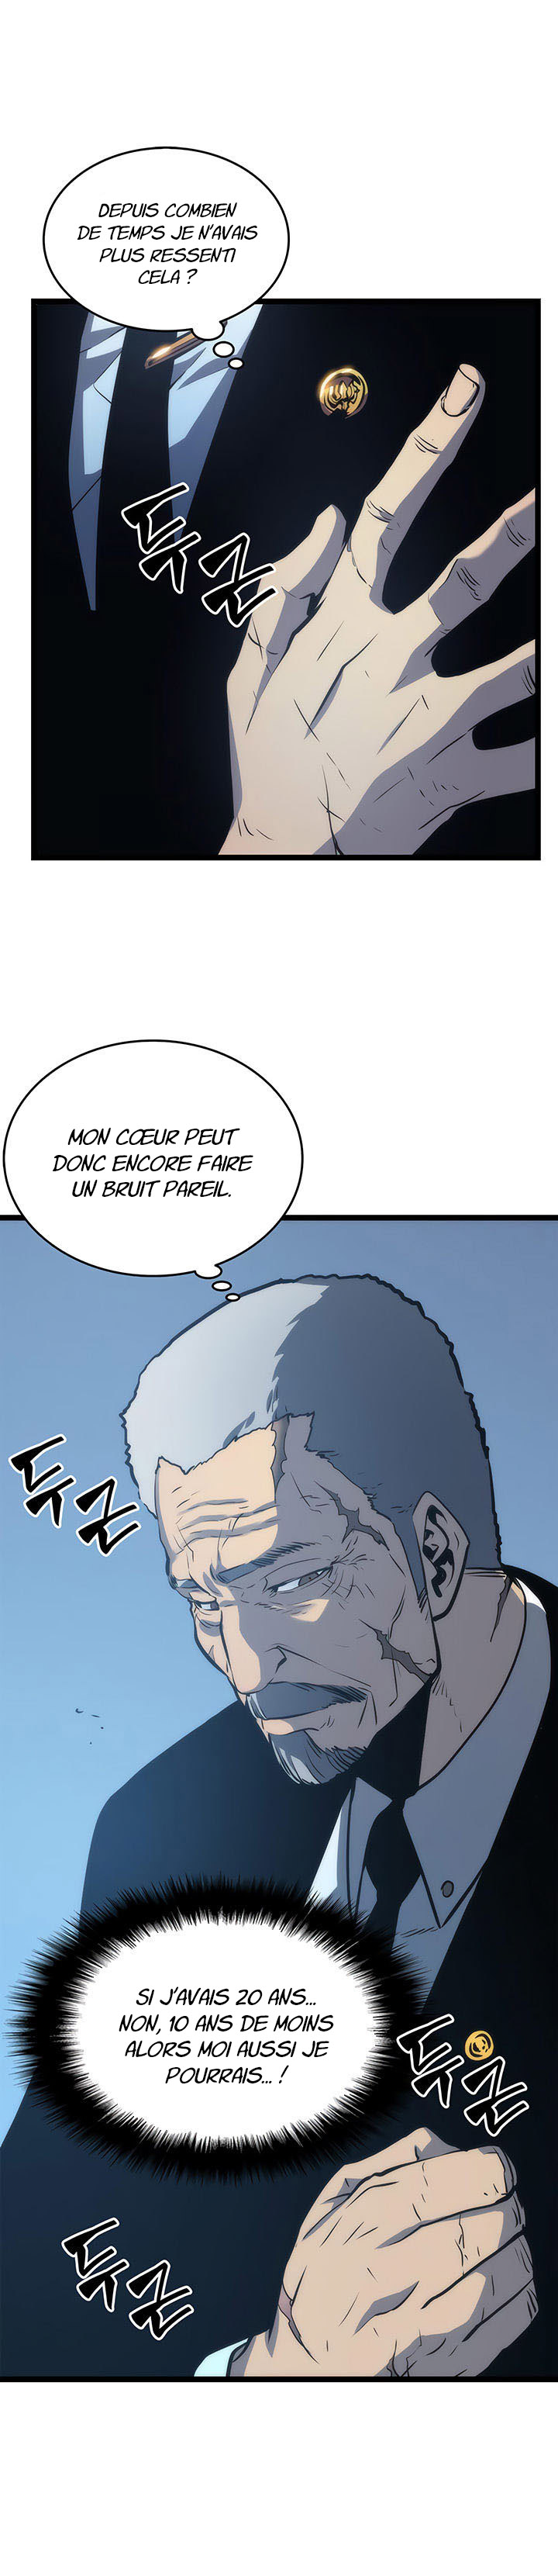 DEPUIS COMBIEN
DE TEMPS JE N'AVAIS
PLUS RESSENTI
CELA ?
두근
MON CŒUR PEUT
DONC ENCORE FAIRE
UN BRUIT PAREIL.
두근
SI J'AVAIS 20 ANS...
NON, 10 ANS DE MOINS
ALORS MOI AUSSI JE
POURRAIS... !
두근
두근